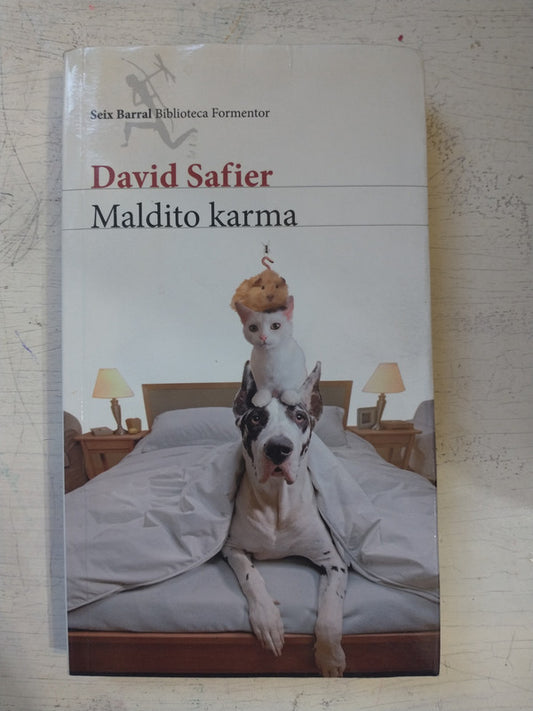 Seix Barral Biblioteca Formentor
David Safier
Maldito karma